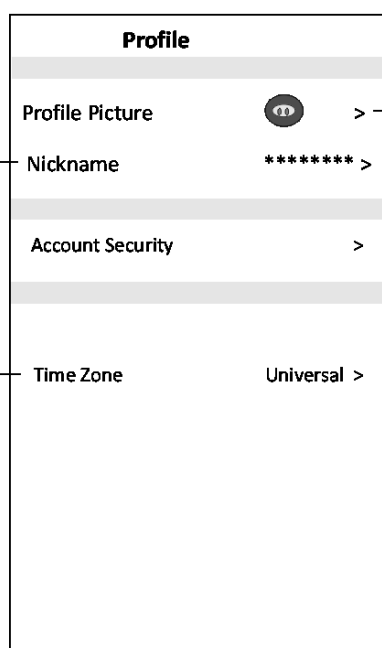 Profile
Profile Picture >
Nickname ******** >
Account Security >
Time Zone Universal >